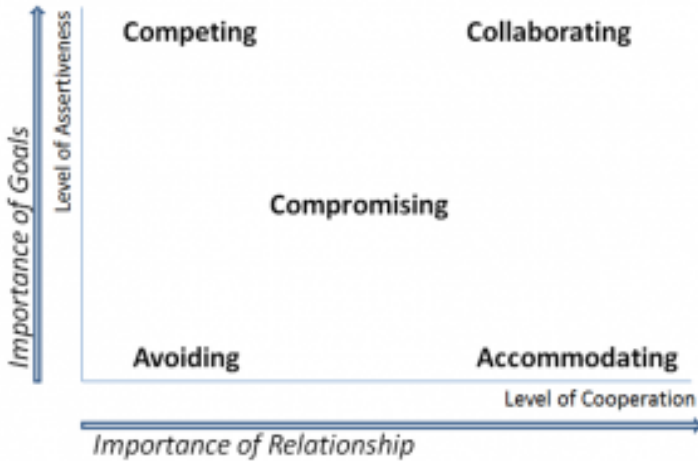 Competing
Collaborating
Importance of Goals
Level of Assertiveness
Compromising
Avoiding
Accommodating
Level of Cooperation
Importance of Relationship